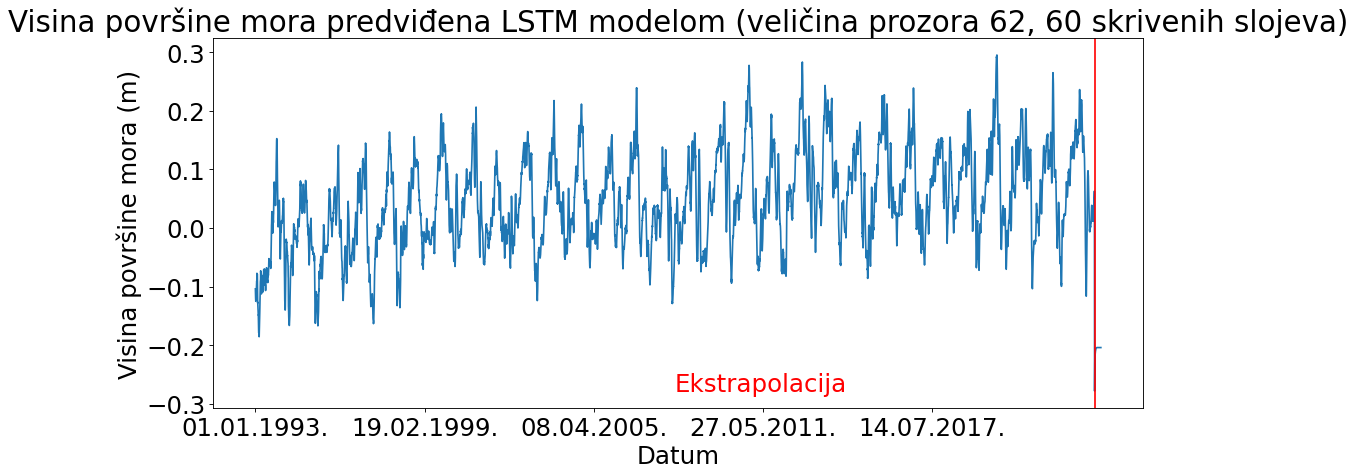 Visina površine mora predviđena LSTM modelom (veličina prozora 62, 60 skrivenih slojeva)
Visina površine mora (m)
0.3
0.2
0.1
0.0
−0.1
−0.2
−0.3
Ekstrapolacija
01.01.1993. 19.02.1999. 08.04.2005. 27.05.2011. 14.07.2017.
Datum